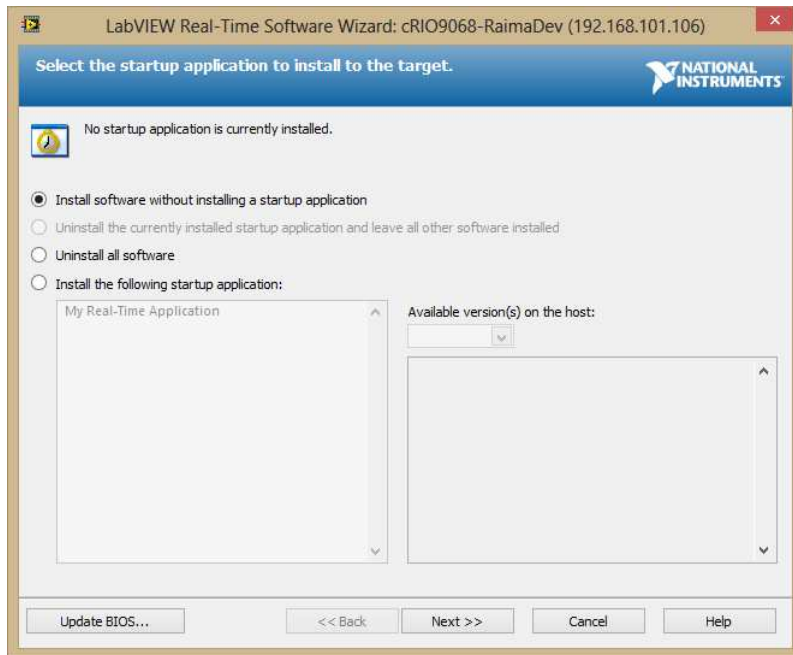 LabVIEW Real-Time Software Wizard: cRIO9068-RaimaDev (192.168.101.106)
Select the startup application to install to the target.
NATIONAL
INSTRUMENTS
No startup application is currently installed.
Install software without installing a startup application
Uninstall the currently installed startup application and leave all other software installed
Uninstall all software
Install the following startup application:
My Real-Time Application
Available version(s) on the host:
Update BIOS...
<< Back
Next >>
Cancel
Help